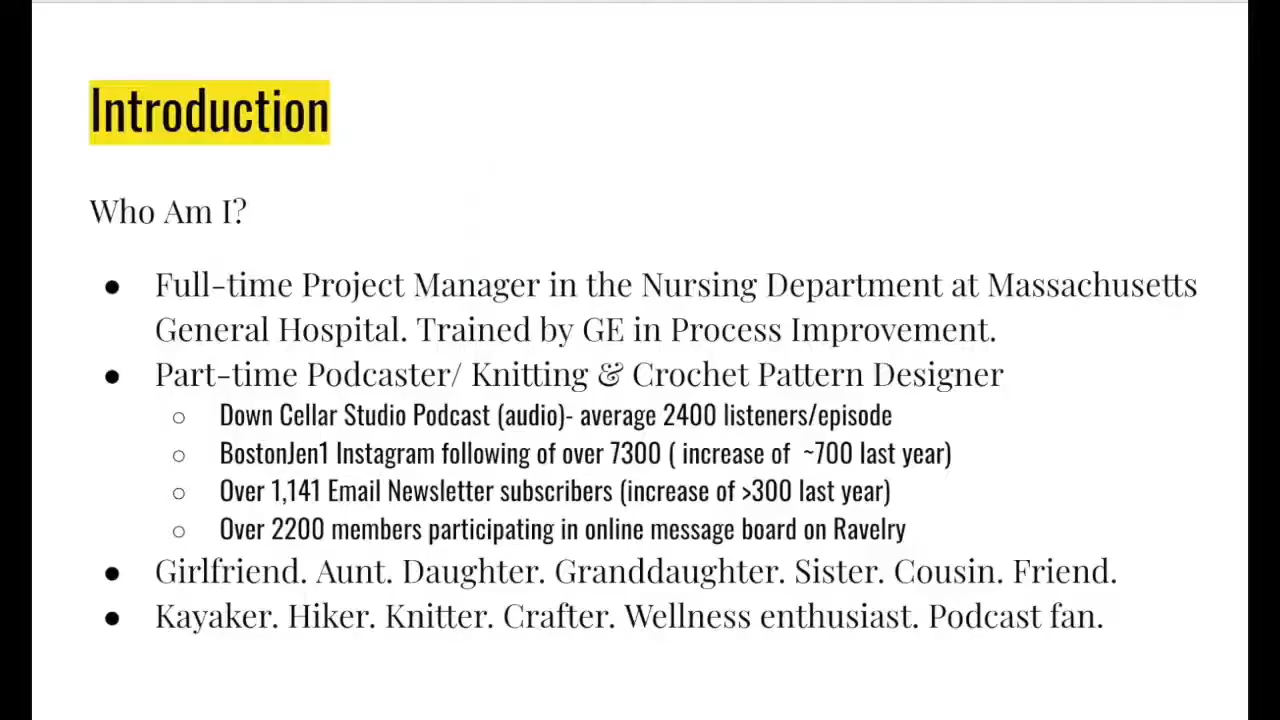 Introduction
Who Am I?
● Full-time Project Manager in the Nursing Department at Massachusetts
General Hospital. Trained by GE in Process Improvement.
● Part-time Podcaster/ Knitting & Crochet Pattern Designer
○ Down Cellar Studio Podcast (audio)- average 2400 listeners/episode
○ BostonJen1 Instagram following of over 7300 ( increase of ~700 last year)
○ Over 1,141 Email Newsletter subscribers (increase of >300 last year)
○ Over 2200 members participating in online message board on Ravelry
● Girlfriend. Aunt. Daughter. Granddaughter. Sister. Cousin. Friend.
● Kayaker. Hiker. Knitter. Crafter. Wellness enthusiast. Podcast fan.